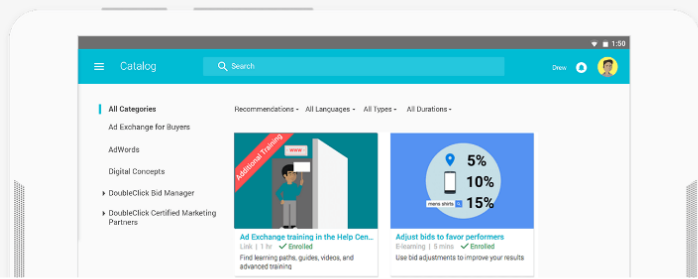 1:50
Catalog
Search
Drew
All Categories
Ad Exchange for Buyers
AdWords
Digital Concepts
DoubleClick Bid Manager
DoubleClick Certified Marketing
Partners
Recommendations
All Languages
All Types
All Durations
Additional Training
www
Ad Exchange training in the Help Cen...
Link | 1 hr Enrolled
Find learning paths, guides, videos, and
advanced training
5%
10%
mens shirts
15%
Adjust bids to favor performers
E-learning | 5 mins Enrolled
Use bid adjustments to improve your results